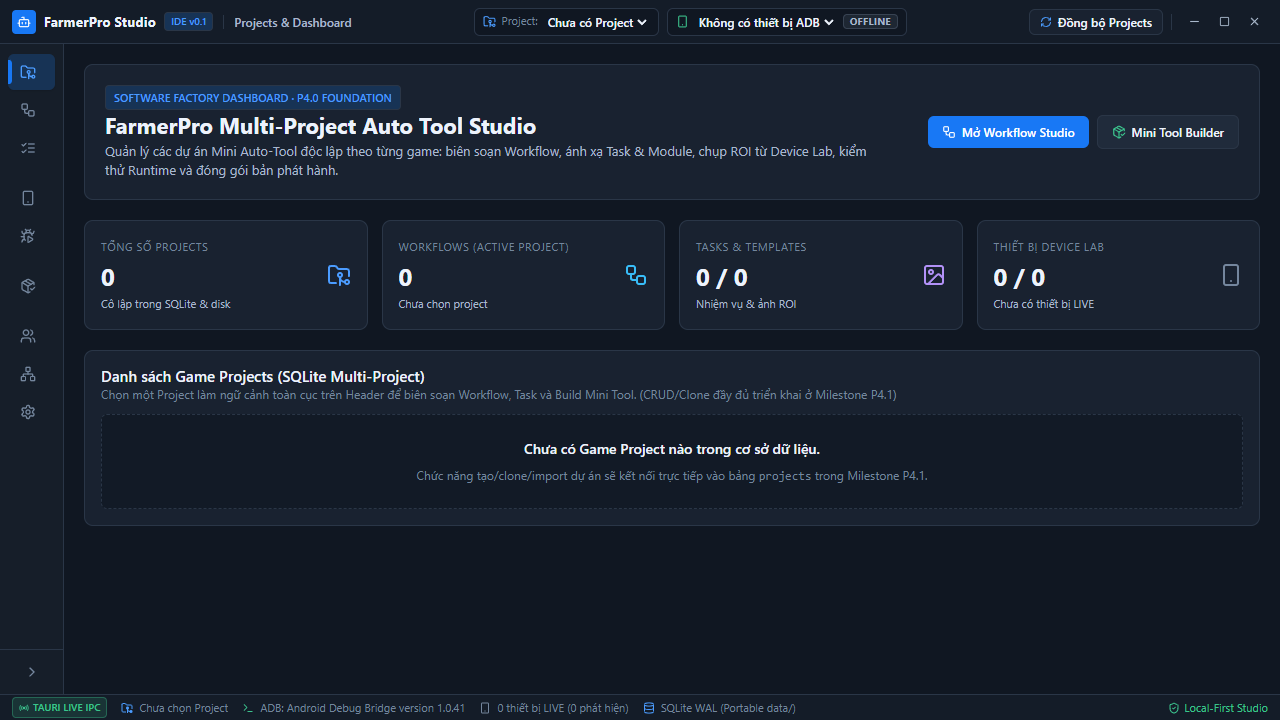 FarmerPro Studio IDE v0.1 Projects & Dashboard Project: Chưa có Project Không có thiết bị ADB OFFLINE Đồng bộ Projects
SOFTWARE FACTORY DASHBOARD · P4.0 FOUNDATION
FarmerPro Multi-Project Auto Tool Studio
Quản lý các dự án Mini Auto-Tool độc lập theo từng game: biên soạn Workflow, ánh xạ Task & Module, chụp ROI từ Device Lab, kiểm
thử Runtime và đóng gói bản phát hành.
Mở Workflow Studio Mini Tool Builder
TỔNG SỐ PROJECTS
0
Cô lập trong SQLite & disk
WORKFLOWS (ACTIVE PROJECT)
0
Chưa chọn project
TASKS & TEMPLATES
0 / 0
Nhiệm vụ & ảnh ROI
THIẾT BỊ DEVICE LAB
0 / 0
Chưa có thiết bị LIVE
Danh sách Game Projects (SQLite Multi-Project)
Chọn một Project làm ngữ cảnh toàn cục trên Header để biên soạn Workflow, Task và Build Mini Tool. (CRUD/Clone đầy đủ triển khai ở Milestone P4.1)
Chưa có Game Project nào trong cơ sở dữ liệu.
Chức năng tạo/clone/import dự án sẽ kết nối trực tiếp vào bảng projects trong Milestone P4.1.
TAURI LIVE IPC Chưa chọn Project ADB: Android Debug Bridge version 1.0.41 0 thiết bị LIVE (0 phát hiện) SQLite WAL (Portable data/) Local-First Studio